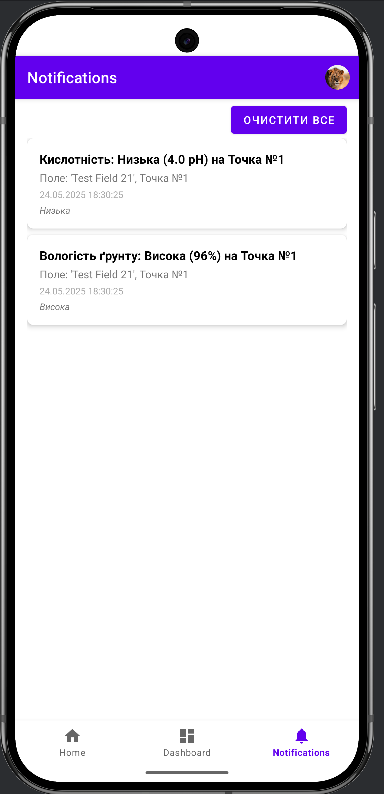 Notifications
ОЧИСТИТИ ВСЕ
Кислотність: Низька (4.0 pH) на Точка №1
Поле: 'Test Field 21', Точка №1
24.05.2025 18:30:25
Низька
Вологість ґрунту: Висока (96%) на Точка №1
Поле: 'Test Field 21', Точка №1
24.05.2025 18:30:25
Висока
Home Dashboard Notifications